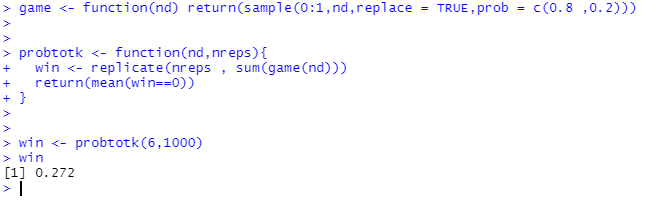 > game <- function(nd) return(sample(0:1,nd,replace = TRUE,prob = c(0.8 ,0.2)))
>
>
> probtotk <- function(nd,nreps){
+   win <- replicate(nreps , sum(game(nd)))
+   return(mean(win==0))
+ }
>
>
> win <- probtotk(6,1000)
> win
[1] 0.272
>